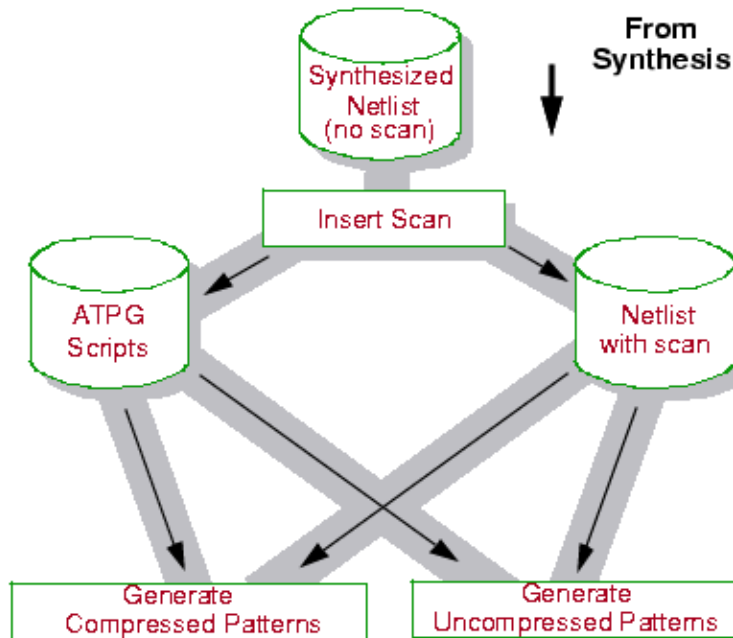 From
Synthesis
Synthesized
Netlist
(no scan)
Insert Scan
ATPG
Scripts
Netlist
with scan
Generate
Compressed Patterns
Generate
Uncompressed Patterns